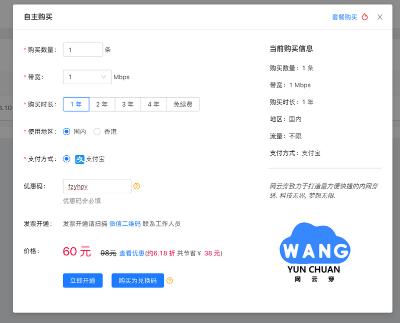 自主购买
套餐购买
* 购买数量： 1 条
* 带宽： 1 Mbps
* 购买时长： 1 年 2 年 3 年 4 年 免续费
* 使用地区： 国内 香港
* 支付方式： 支付宝
优惠码： fzyhpv
优惠码非必填
发票开通： 发票开通请扫描 微信二维码 联系工作人员
价格： 60 元 98元 查看优惠(约6.18 折 共节省 ¥ 38 元)
立即开通 购买为兑换码
当前购买信息
购买数量：1 条
带宽：1 Mbps
购买时长：1 年
地区：国内
流量：不限
支付方式：支付宝
网云穿致力于打造最方便快捷的内网穿
透, 科技无界, 梦想无限.
WANG
YUN CHUAN
网 云 穿